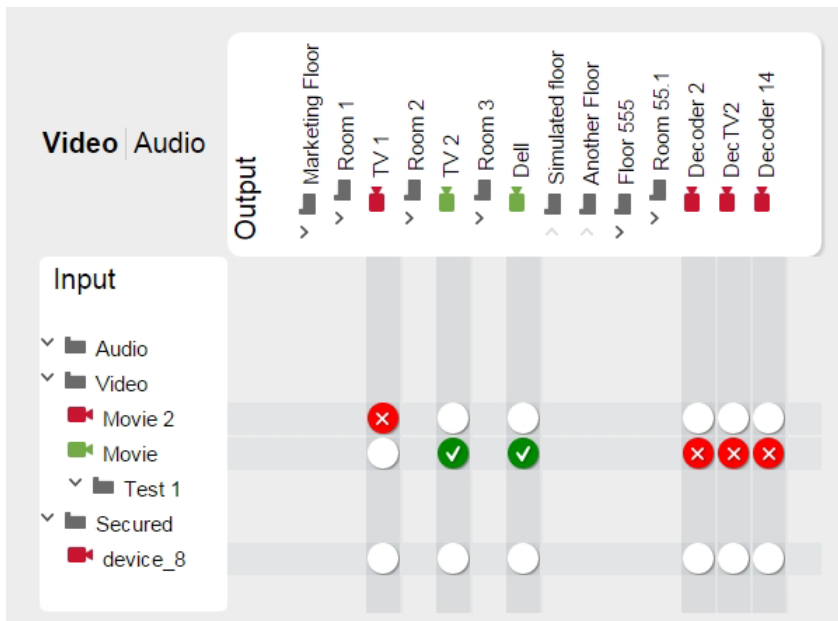 Video | Audio
Output
Marketing Floor
Room 1
TV 1
Room 2
TV 2
Room 3
Dell
Simulated floor
Another Floor
Floor 555
Room 55.1
Decoder 2
DecTV2
Decoder 14
Input
Audio
Video
Movie 2
Movie
Test 1
Secured
device_8